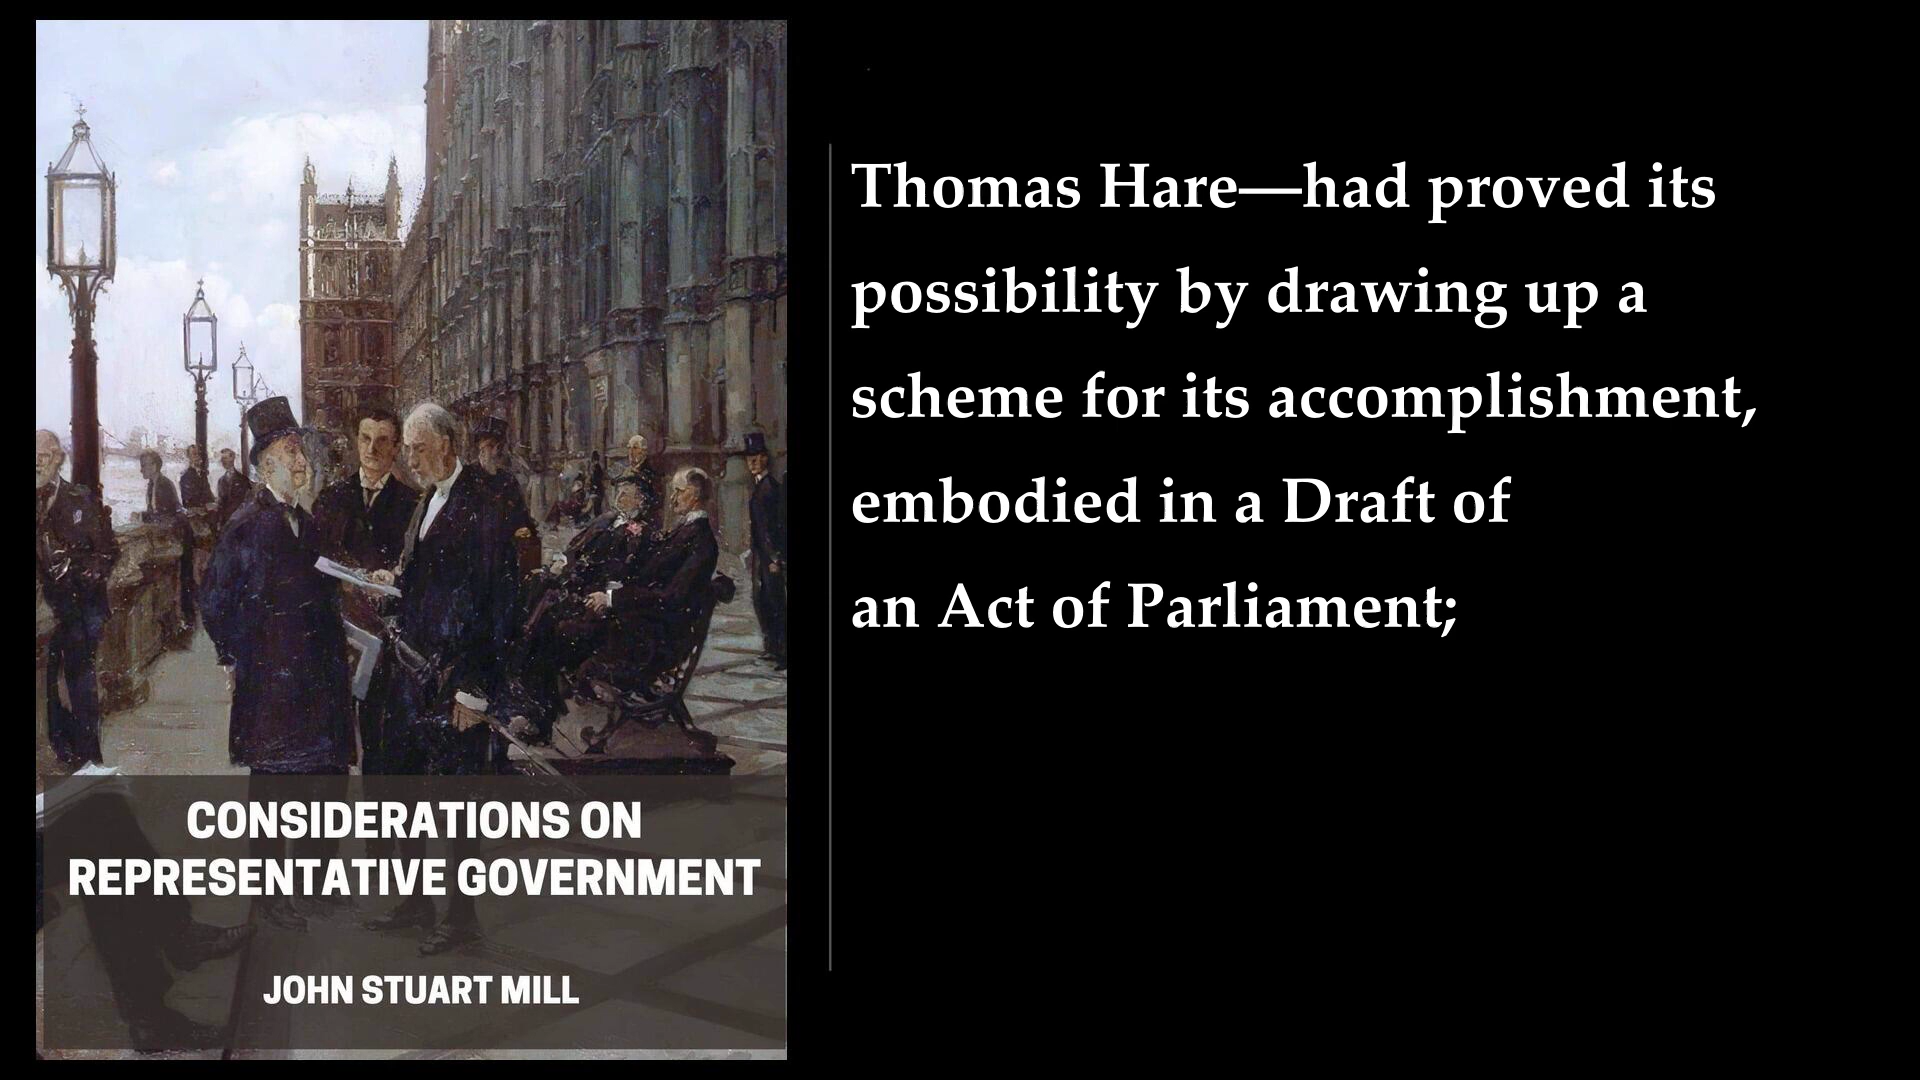 Thomas Hare—had proved its
possibility by drawing up a
scheme for its accomplishment,
embodied in a Draft of
an Act of Parliament;
CONSIDERATIONS ON
REPRESENTATIVE GOVERNMENT
JOHN STUART MILL